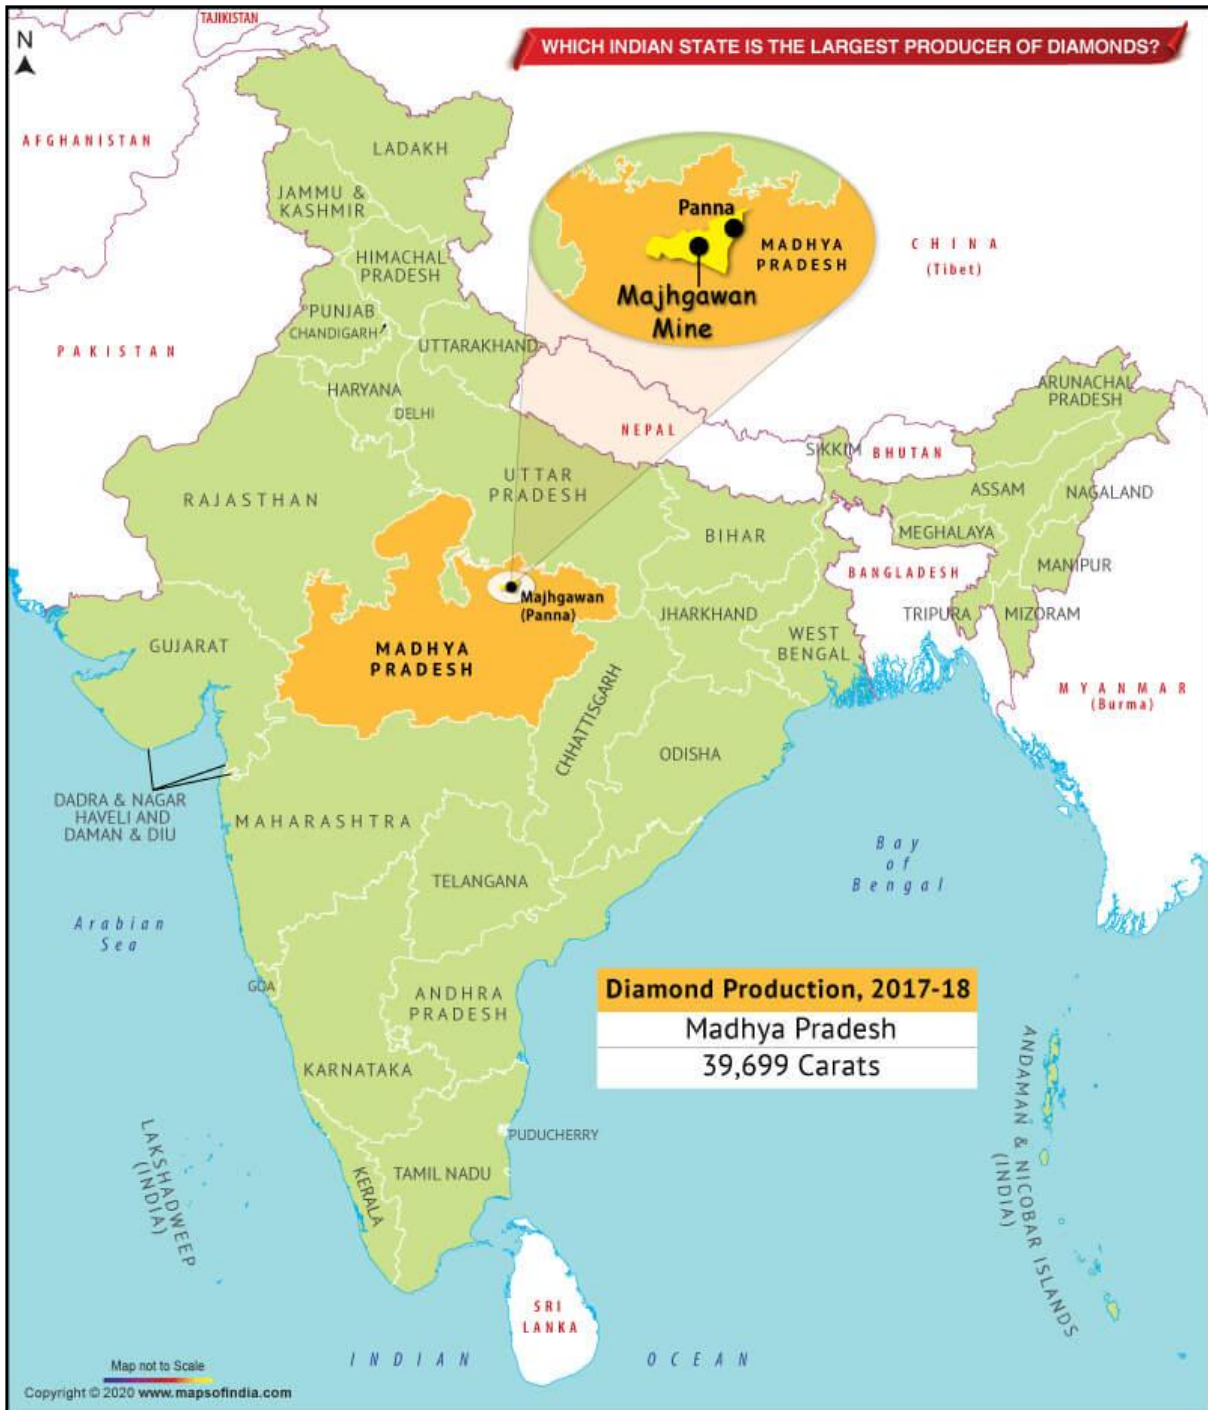 TAJIKISTAN
N
WHICH INDIAN STATE IS THE LARGEST PRODUCER OF DIAMONDS?
AFGHANISTAN
LADAKH
JAMMU &
KASHMIR
Panna
MADHYA
PRADESH
Majhgawan
Mine
CHINA
(Tibet)
HIMACHAL
PRADESH
PUNJAB
CHANDIGARH
PAKISTAN
UTTARAKHAND
HARYANA
DELHI
NEPAL
ARUNACHAL
PRADESH
SIKKIM
BHUTAN
RAJASTHAN
UTTAR
PRADESH
ASSAM
NAGALAND
BIHAR
MEGHALAYA
MANIPUR
BANGLADESH
Majhgawan
(Panna)
JHARKHAND
TRIPURA
MIZORAM
GUJARAT
MADHYA
PRADESH
WEST
BENGAL
CHHATTISGARH
MYANMAR
(Burma)
ODISHA
DADRA & NAGAR
HAVELI AND
DAMAN & DIU
MAHARASHTRA
Bay
of
Bengal
TELANGANA
Arabian
Sea
GOA
ANDHRA
PRADESH
Diamond Production, 2017-18
Madhya Pradesh
39,699 Carats
KARNATAKA
ANDAMAN & NICOBAR ISLANDS
(INDIA)
PUDUCHERRY
LAKSHADWEEP
(INDIA)
KERALA
TAMIL NADU
SRI
LANKA
INDIAN OCEAN
Map not to Scale
Copyright © 2020 www.mapsofindia.com